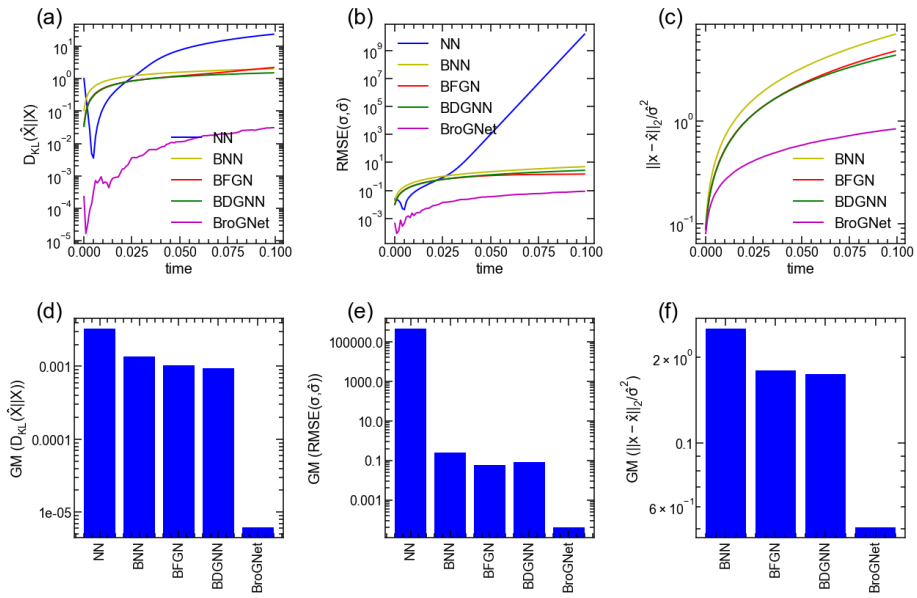 (a)
10^1
10^0
10^-1
10^-2
10^-3
10^-4
10^-5
D_KL(X̂||X)
NN
BNN
BFGN
BDGNN
BroGNet
0.000 0.025 0.050 0.075 0.100
time
(b)
10^9
10^7
10^5
10^3
10^1
10^-1
10^-3
RMSE(σ,σ̂)
NN
BNN
BFGN
BDGNN
BroGNet
0.000 0.025 0.050 0.075 0.100
time
(c)
10^0
10^-1
||x − x̂||_2/σ̂^2
BNN
BFGN
BDGNN
BroGNet
0.000 0.025 0.050 0.075 0.100
time
(d)
0.001
0.0001
1e-05
GM (D_KL(X̂||X))
NN BNN BFGN BDGNN BroGNet
(e)
100000.0
1000.0
10.0
0.1
0.001
GM (RMSE(σ,σ̂))
NN BNN BFGN BDGNN BroGNet
(f)
2 × 10^0
0.1
6 × 10^-1
GM (||x − x̂||_2/σ̂^2)
BNN BFGN BDGNN BroGNet